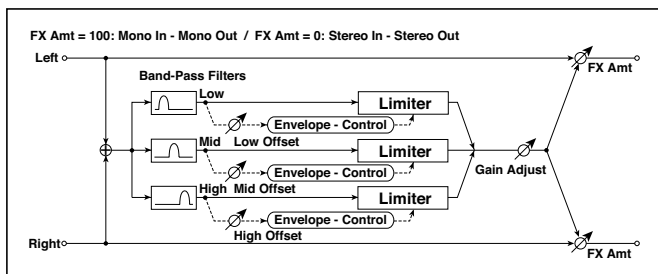 FX Amt = 100: Mono In - Mono Out / FX Amt = 0: Stereo In - Stereo Out
Left
FX Amt
Band-Pass Filters
Low
Limiter
Envelope - Control
Mid
Low Offset
Limiter
Envelope - Control
Gain Adjust
High
Mid Offset
Limiter
Envelope - Control
High Offset
Right
FX Amt